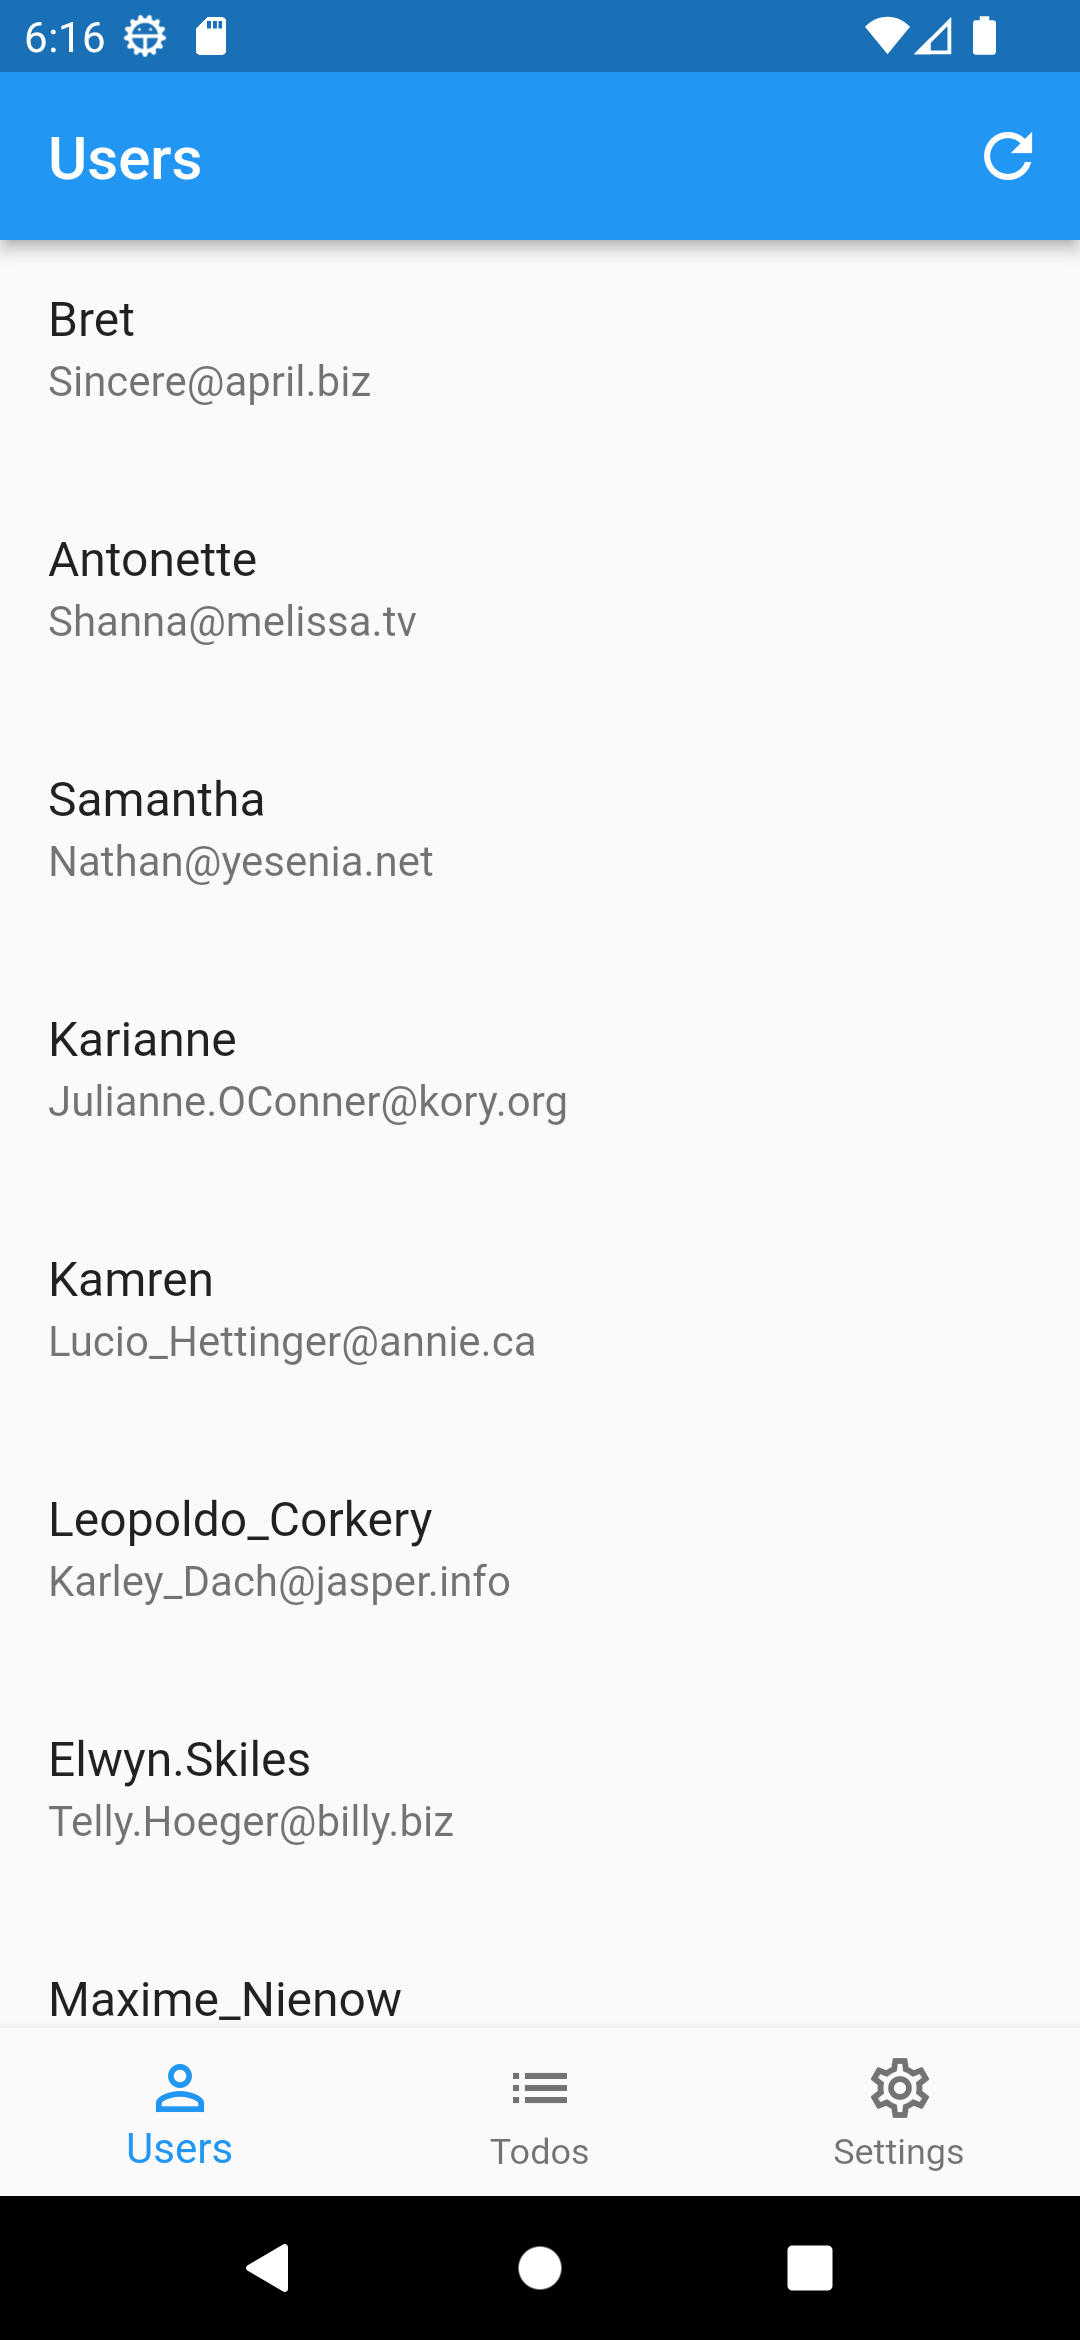 6:16
Users
Bret
Sincere@april.biz
Antonette
Shanna@melissa.tv
Samantha
Nathan@yesenia.net
Karianne
Julianne.OConner@kory.org
Kamren
Lucio_Hettinger@annie.ca
Leopoldo_Corkery
Karley_Dach@jasper.info
Elwyn.Skiles
Telly.Hoeger@billy.biz
Maxime_Nienow
Users
Todos
Settings